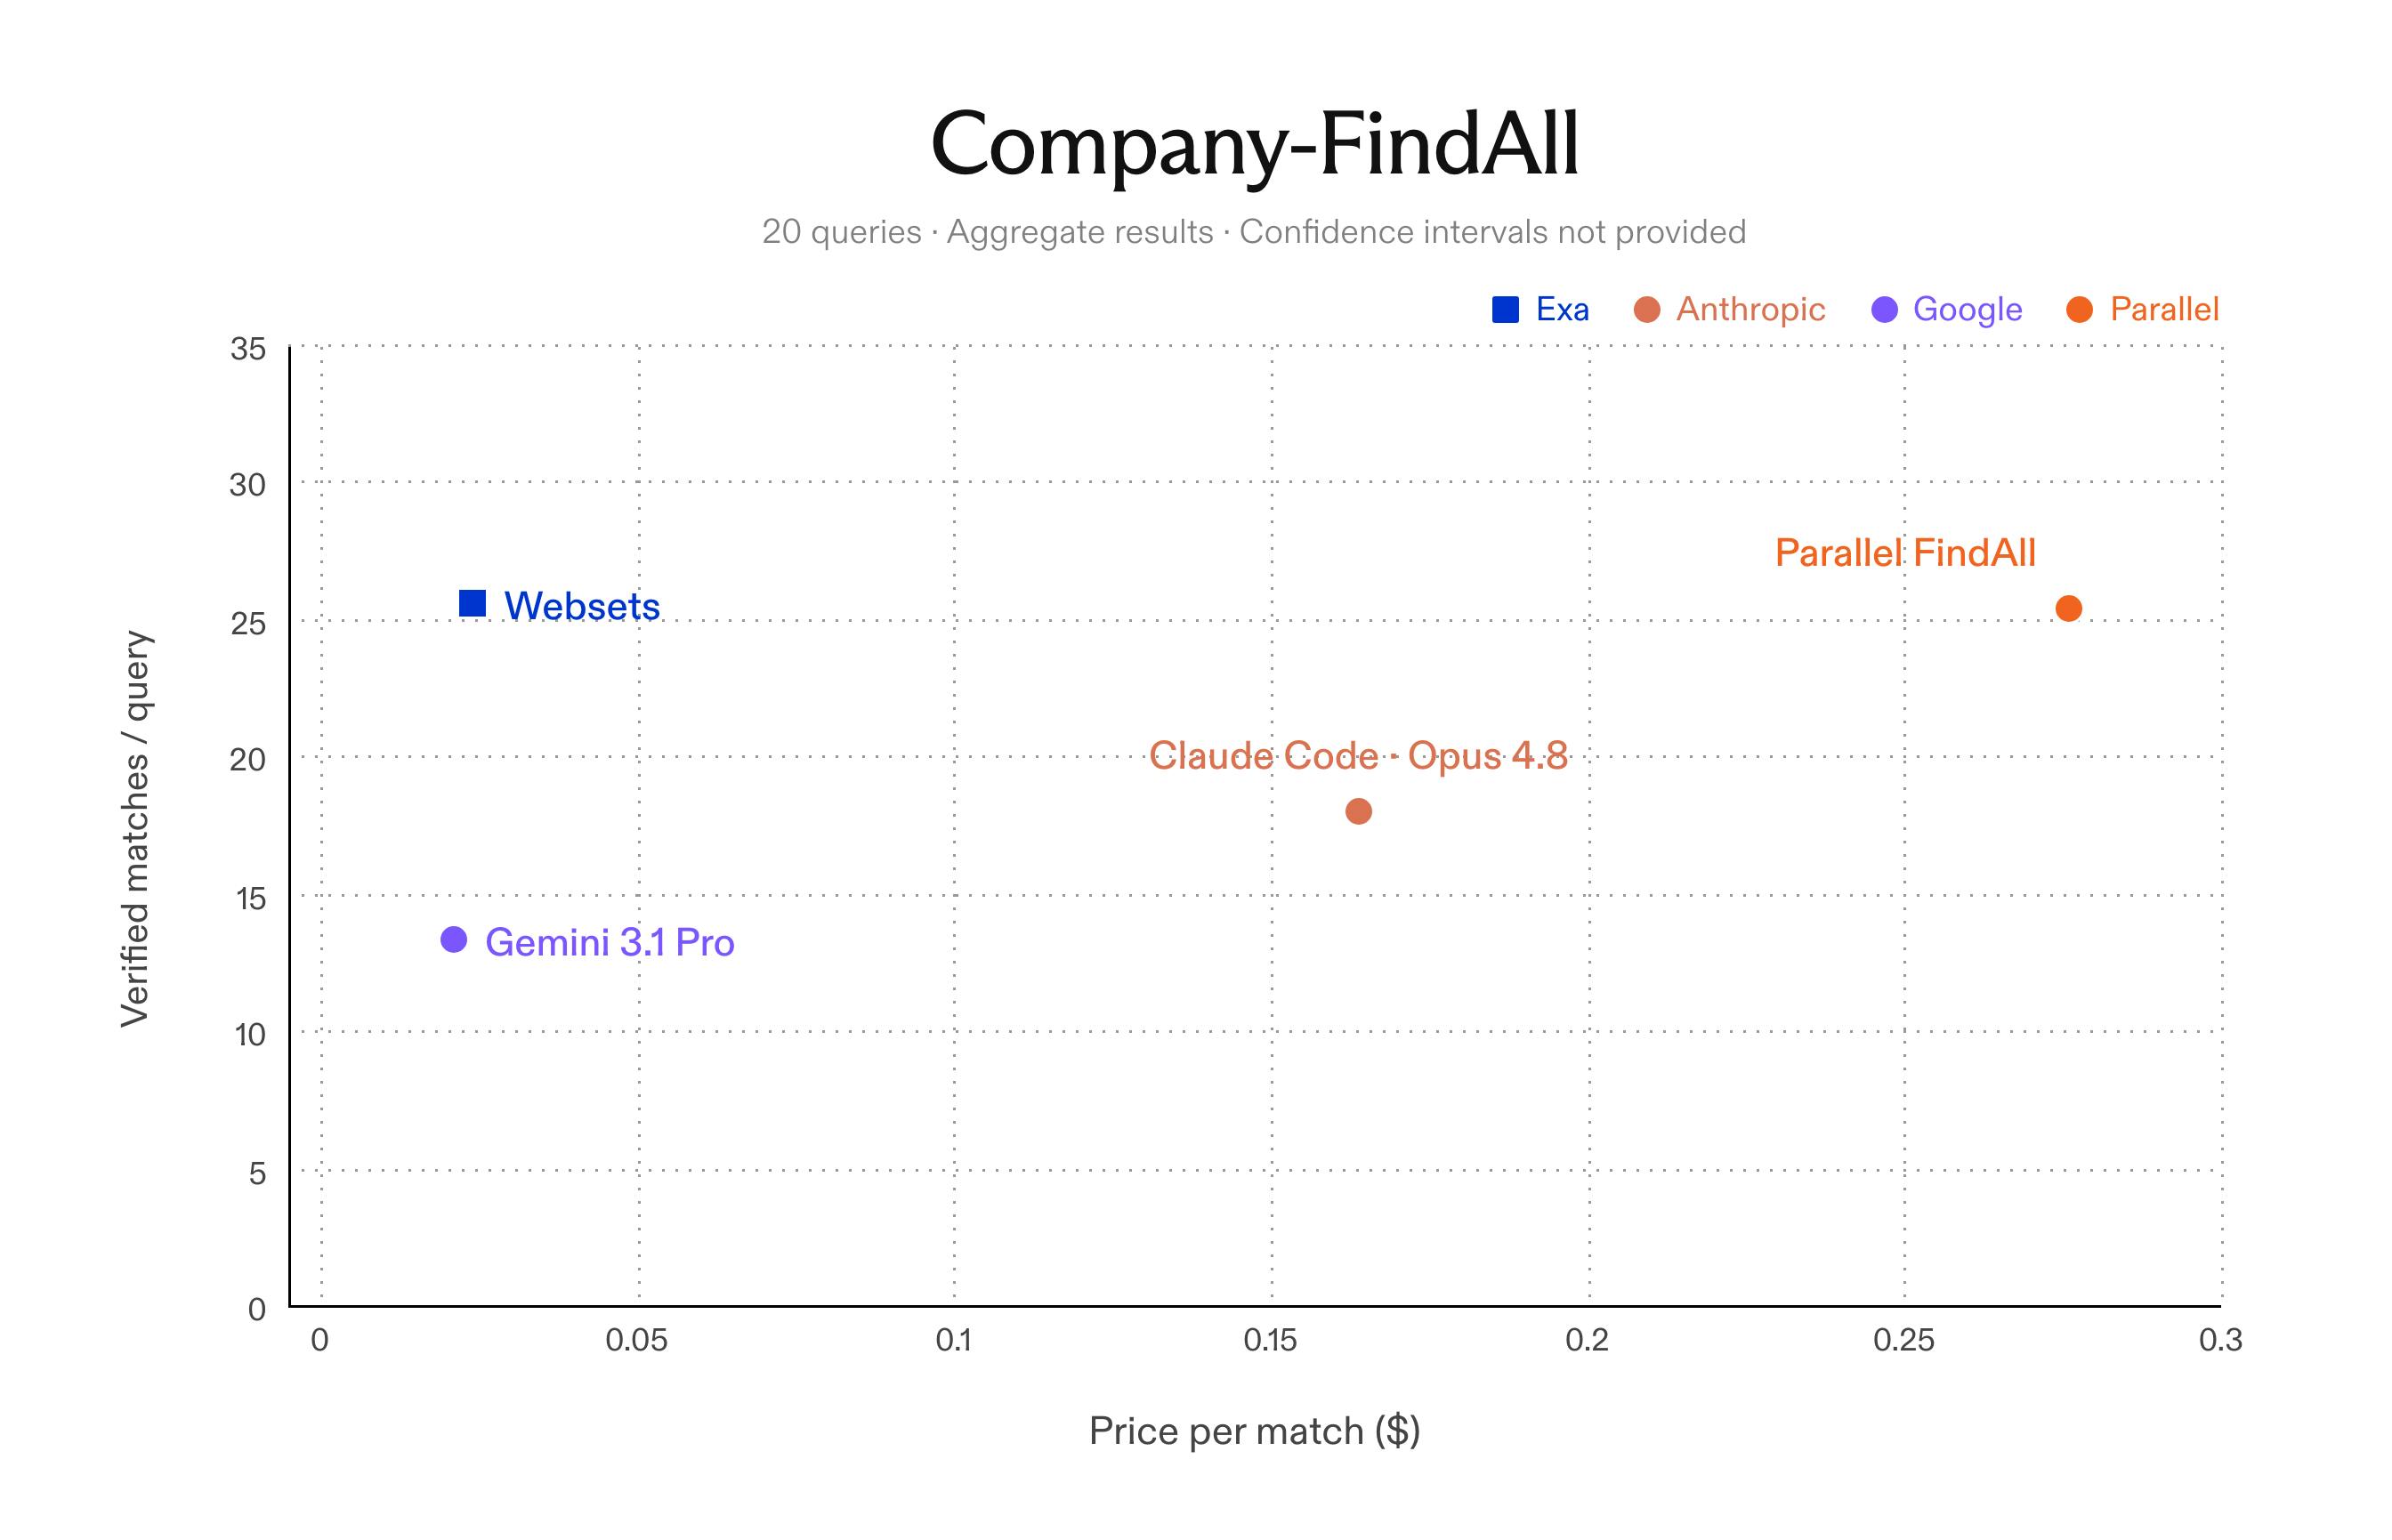 Company-FindAll
20 queries · Aggregate results · Confidence intervals not provided
Exa Anthropic Google Parallel
35
30
Parallel FindAll
Websets
25
Claude Code · Opus 4.8
20
15
Gemini 3.1 Pro
10
5
0
Verified matches / query
0 0.05 0.1 0.15 0.2 0.25 0.3
Price per match ($)